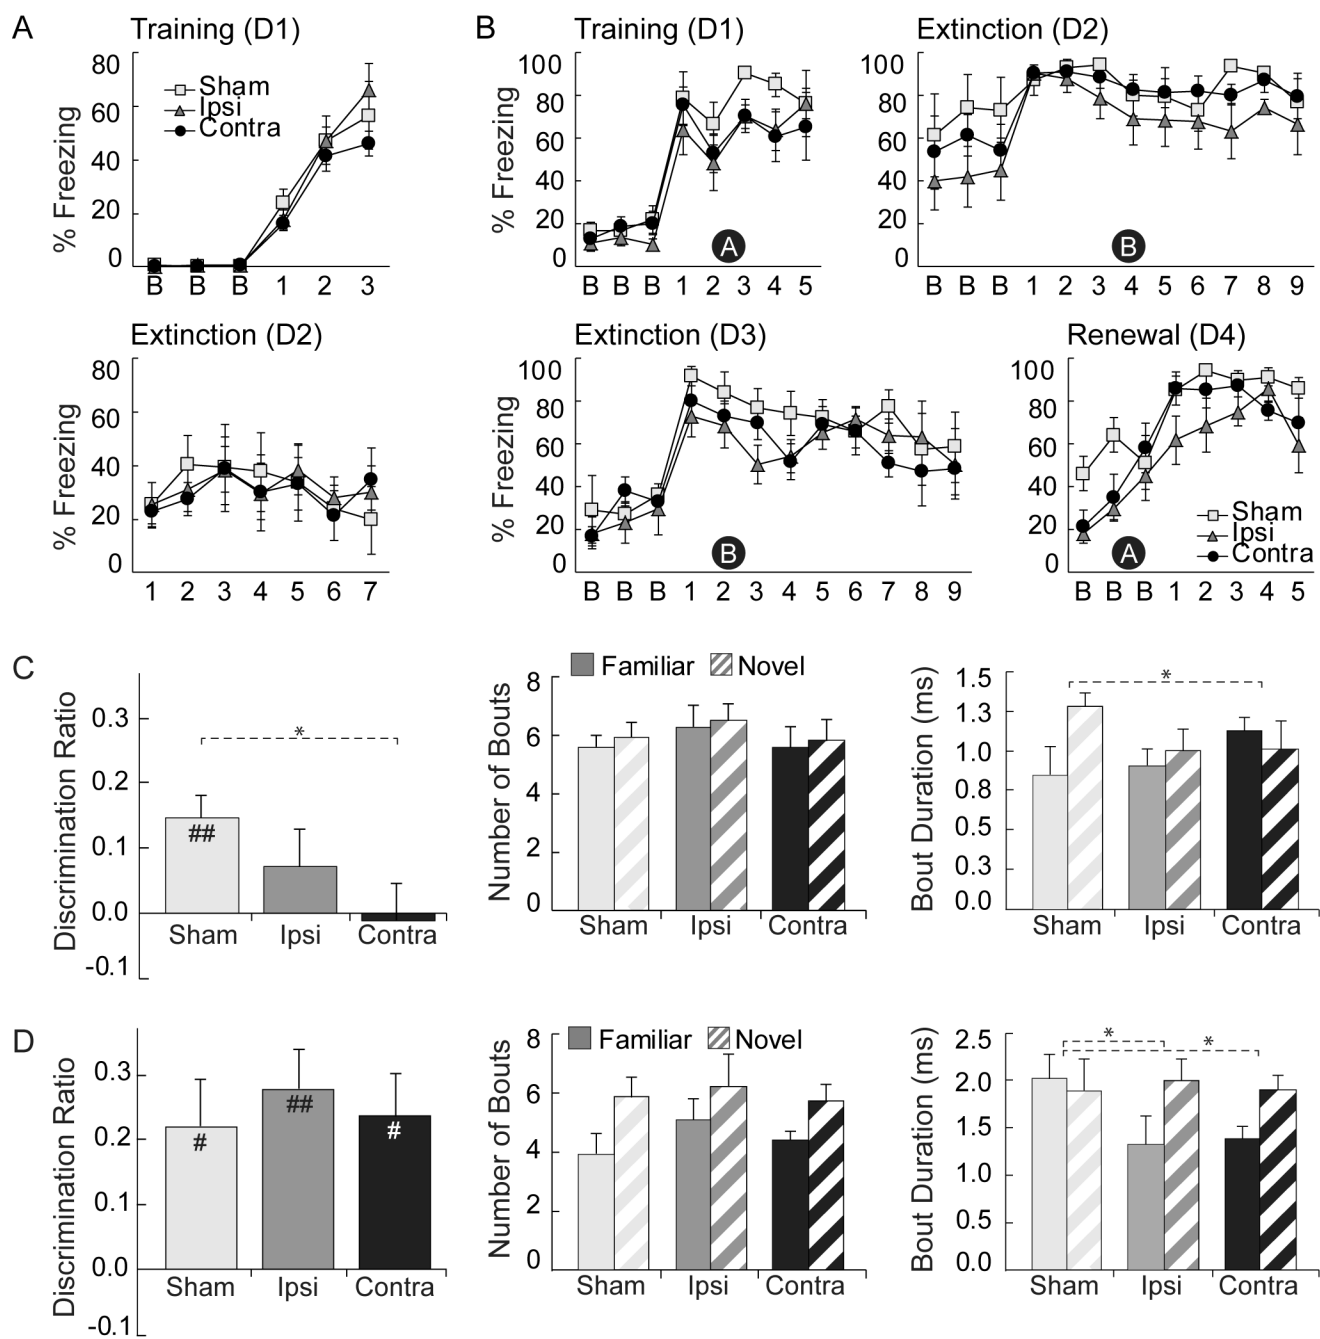 A
Training (D1)
% Freezing
80
60
40
20
0
Sham
Ipsi
Contra
B B B 1 2 3
Extinction (D2)
% Freezing
80
60
40
20
0
1 2 3 4 5 6 7
B
Training (D1)
% Freezing
100
80
60
40
20
0
A
B B B 1 2 3 4 5
Extinction (D2)
100
80
60
40
20
0
B
B B B 1 2 3 4 5 6 7 8 9
Extinction (D3)
% Freezing
100
80
60
40
20
0
B
B B B 1 2 3 4 5 6 7 8 9
Renewal (D4)
100
80
60
40
20
0
Sham
Ipsi
Contra
A
B B B 1 2 3 4 5
C
Discrimination Ratio
0.3
0.2
0.1
0.0
-0.1
*
##
Sham Ipsi Contra
Number of Bouts
8
6
4
2
0
Familiar Novel
Sham Ipsi Contra
Bout Duration (ms)
1.5
1.3
1.0
0.8
0.5
0.3
0.0
*
Sham Ipsi Contra
D
Discrimination Ratio
0.3
0.2
0.1
0.0
-0.1
# ## #
Sham Ipsi Contra
Number of Bouts
8
6
4
2
0
Familiar Novel
Sham Ipsi Contra
Bout Duration (ms)
2.5
2.0
1.5
1.0
0.5
0.0
*
*
Sham Ipsi Contra